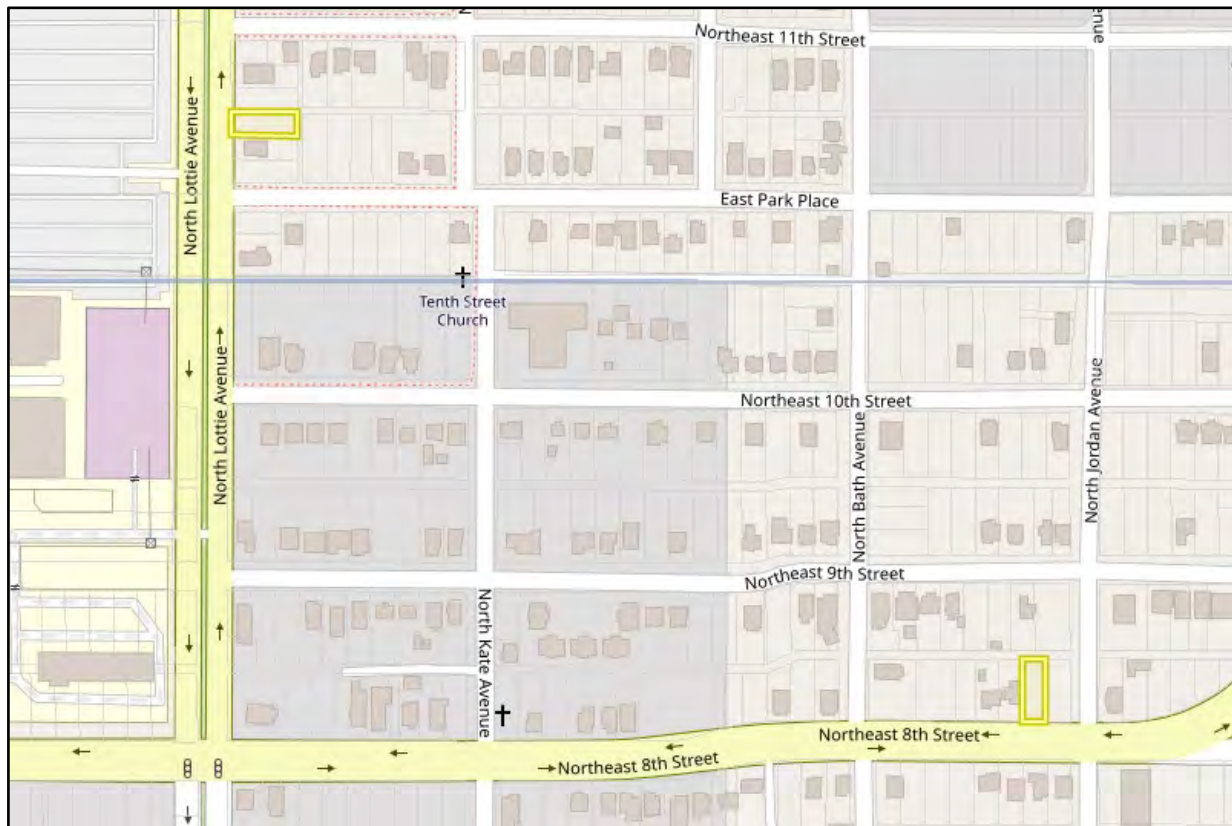 Northeast 11th Street
North Lottie Avenue
East Park Place
Tenth Street
Church
North Lottie Avenue
Northeast 10th Street
North Bath Avenue
North Jordan Avenue
Northeast 9th Street
North Kate Avenue
Northeast 8th Street
Northeast 8th Street